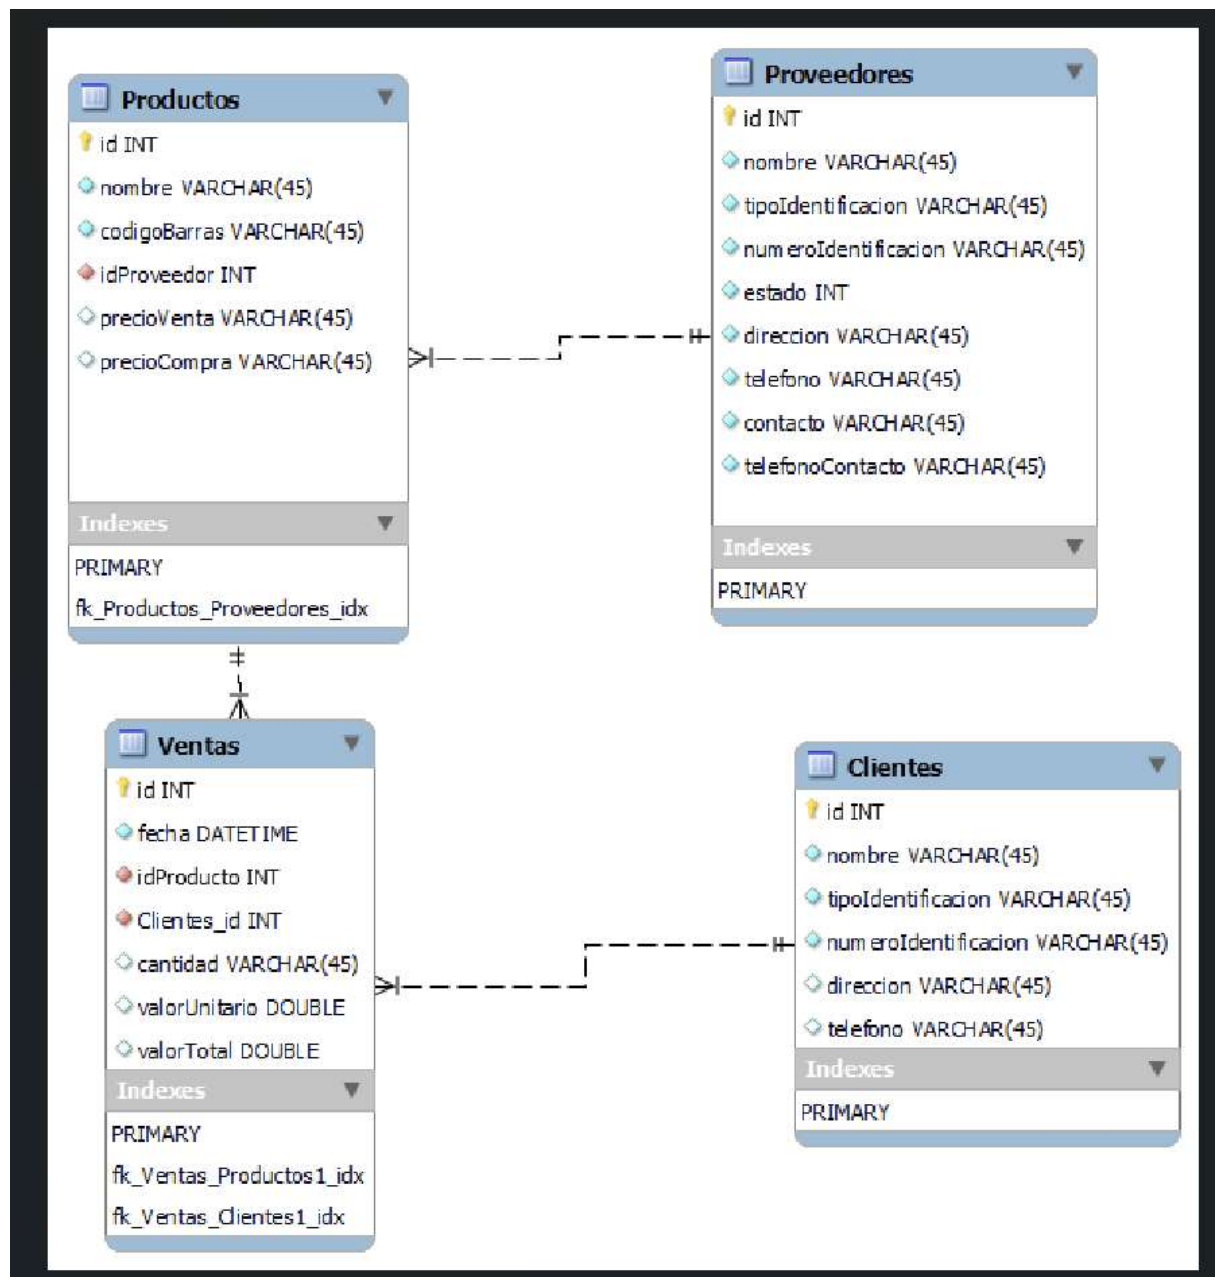 Productos
id INT
nombre VARCHAR(45)
codigoBarras VARCHAR(45)
idProveedor INT
precioVenta VARCHAR(45)
precioCompra VARCHAR(45)
Indexes
PRIMARY
fk_Productos_Proveedores_idx
Proveedores
id INT
nombre VARCHAR(45)
tipoIdentificacion VARCHAR(45)
numeroIdentificacion VARCHAR(45)
estado INT
direccion VARCHAR(45)
telefono VARCHAR(45)
contacto VARCHAR(45)
telefonoContacto VARCHAR(45)
Indexes
PRIMARY
Ventas
id INT
fecha DATETIME
idProducto INT
Clientes_id INT
cantidad VARCHAR(45)
valorUnitario DOUBLE
valorTotal DOUBLE
Indexes
PRIMARY
fk_Ventas_Productos1_idx
fk_Ventas_Clientes1_idx
Clientes
id INT
nombre VARCHAR(45)
tipoIdentificacion VARCHAR(45)
numeroIdentificacion VARCHAR(45)
direccion VARCHAR(45)
telefono VARCHAR(45)
Indexes
PRIMARY